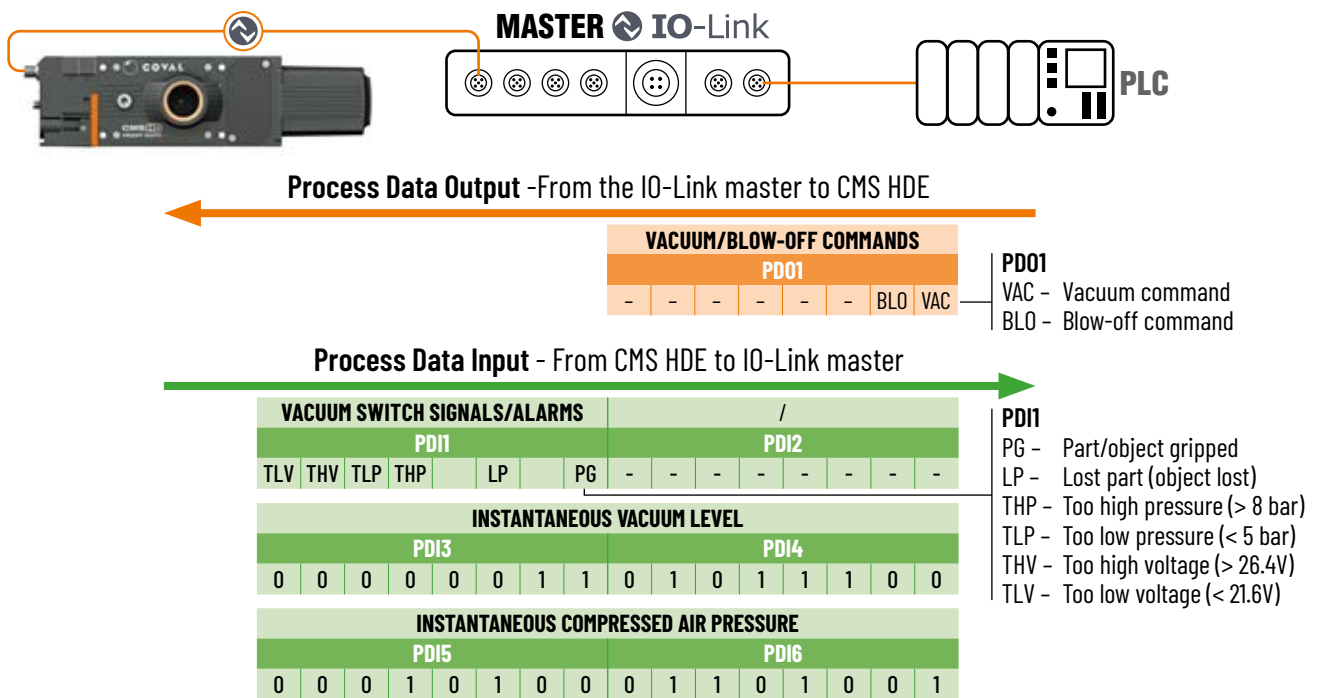 MASTER IO-Link
COVAL
CMS HD
PLC
Process Data Output -From the IO-Link master to CMS HDE
VACUUM/BLOW-OFF COMMANDS
PDO1
- - - - - - BLO VAC
PDO1
VAC – Vacuum command
BLO – Blow-off command
Process Data Input - From CMS HDE to IO-Link master
VACUUM SWITCH SIGNALS/ALARMS /
PDI1 PDI2
TLV THV TLP THP LP PG - - - - - - - -
PDI1
PG – Part/object gripped
LP – Lost part (object lost)
THP – Too high pressure (> 8 bar)
TLP – Too low pressure (< 5 bar)
THV – Too high voltage (> 26.4V)
TLV – Too low voltage (< 21.6V)
INSTANTANEOUS VACUUM LEVEL
PDI3 PDI4
0 0 0 0 0 0 1 1 0 1 0 1 1 1 0 0
INSTANTANEOUS COMPRESSED AIR PRESSURE
PDI5 PDI6
0 0 0 1 0 1 0 0 0 1 1 0 1 0 0 1